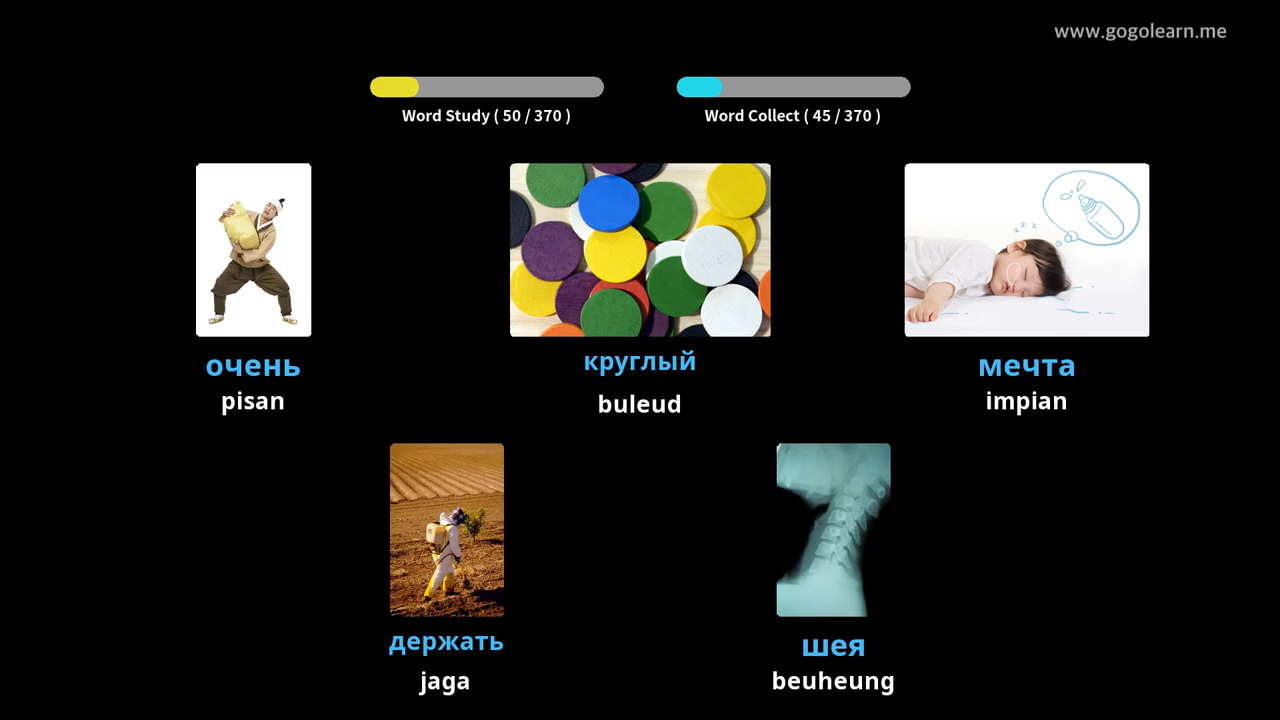 www.gogolearn.me
Word Study ( 50 / 370 )
Word Collect ( 45 / 370 )
очень
pisan
круглый
buleud
мечта
impian
держать
jaga
шея
beuheung